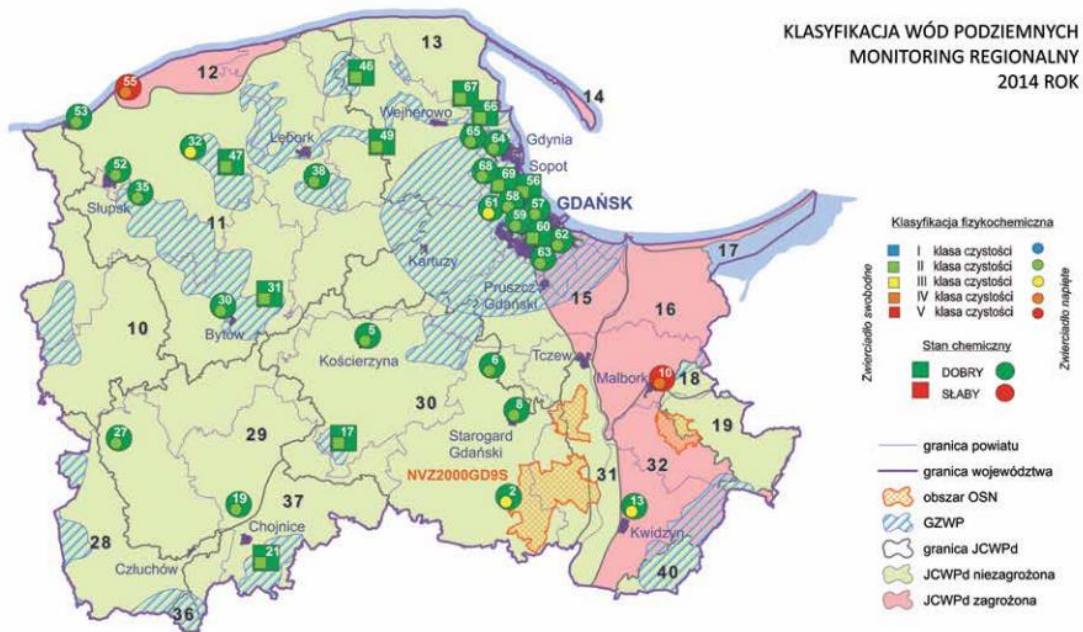 KLASYFIKACJA WÓD PODZIEMNYCH
MONITORING REGIONALNY
2014 ROK
13
46
12
55
14
67
Wejherowo
66
53
65
64
Gdynia
32
Lębork
49
47
Sopot
52
38
68
69
56
35
58
57
GDAŃSK
Słupsk
61
59
11
60
62
17
Kartuzy
63
31
Pruszcz
Gdański
15
30
16
10
Bytów
5
Kościerzyna
6
Tczew
Malbork
10
18
8
30
19
27
29
17
Starogard
Gdański
32
NVZ2000GD9S
31
2
13
19
37
Chojnice
Kwidzyn
28
21
Człuchów
40
36
Klasyfikacja fizykochemiczna
I klasa czystości
II klasa czystości
III klasa czystości
IV klasa czystości
V klasa czystości
Zwierciadło swobodne
Zwierciadło napięte
Stan chemiczny
DOBRY
SŁABY
granica powiatu
granica województwa
obszar OSN
GZWP
granica JCWPd
JCWPd niezagrożona
JCWPd zagrożona